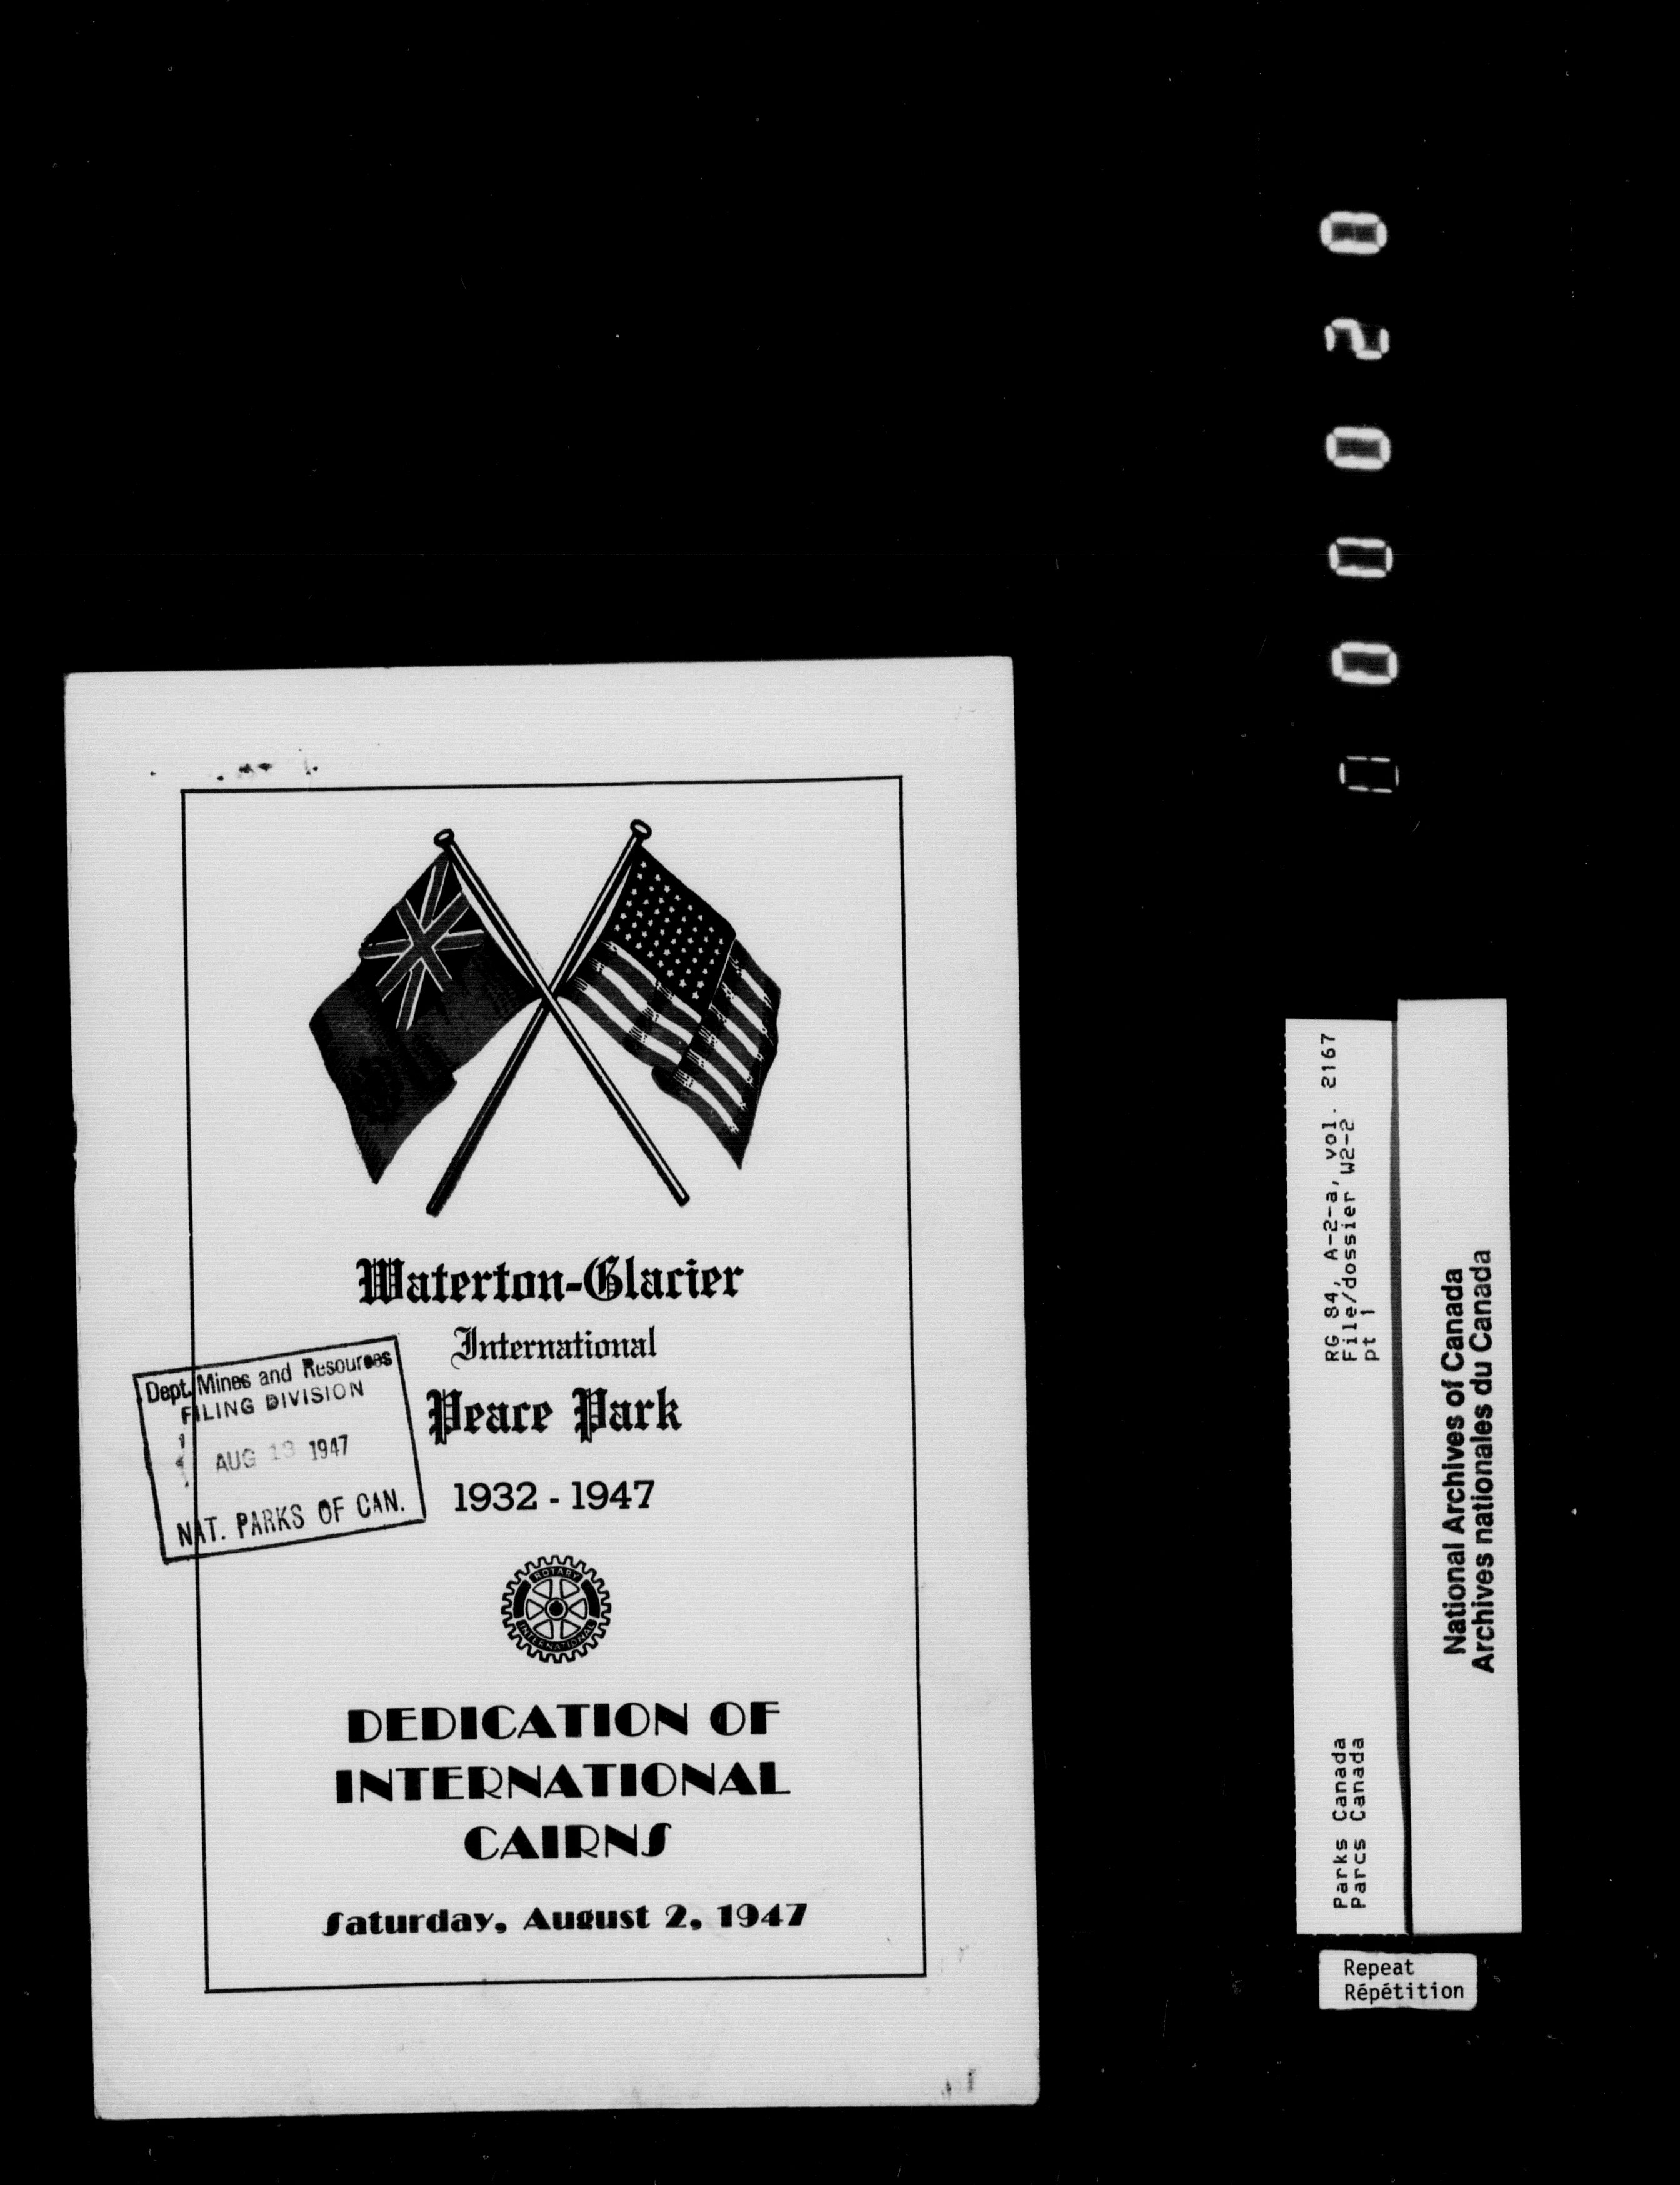 Waterton-Glacier
International
Peace Park
1932 - 1947
Dept. Mines and Resources
FILING DIVISION
AUG 13 1947
NAT. PARKS OF CAN.
ROTARY
INTERNATIONAL
DEDICATION OF
INTERNATIONAL
CAIRNS
Saturday, August 2, 1947
RG 84, A-2-a, vol. 2167
File/dossier W2-2
pt 1
Parks Canada
Parcs Canada
National Archives of Canada
Archives nationales du Canada
Repeat
Répétition